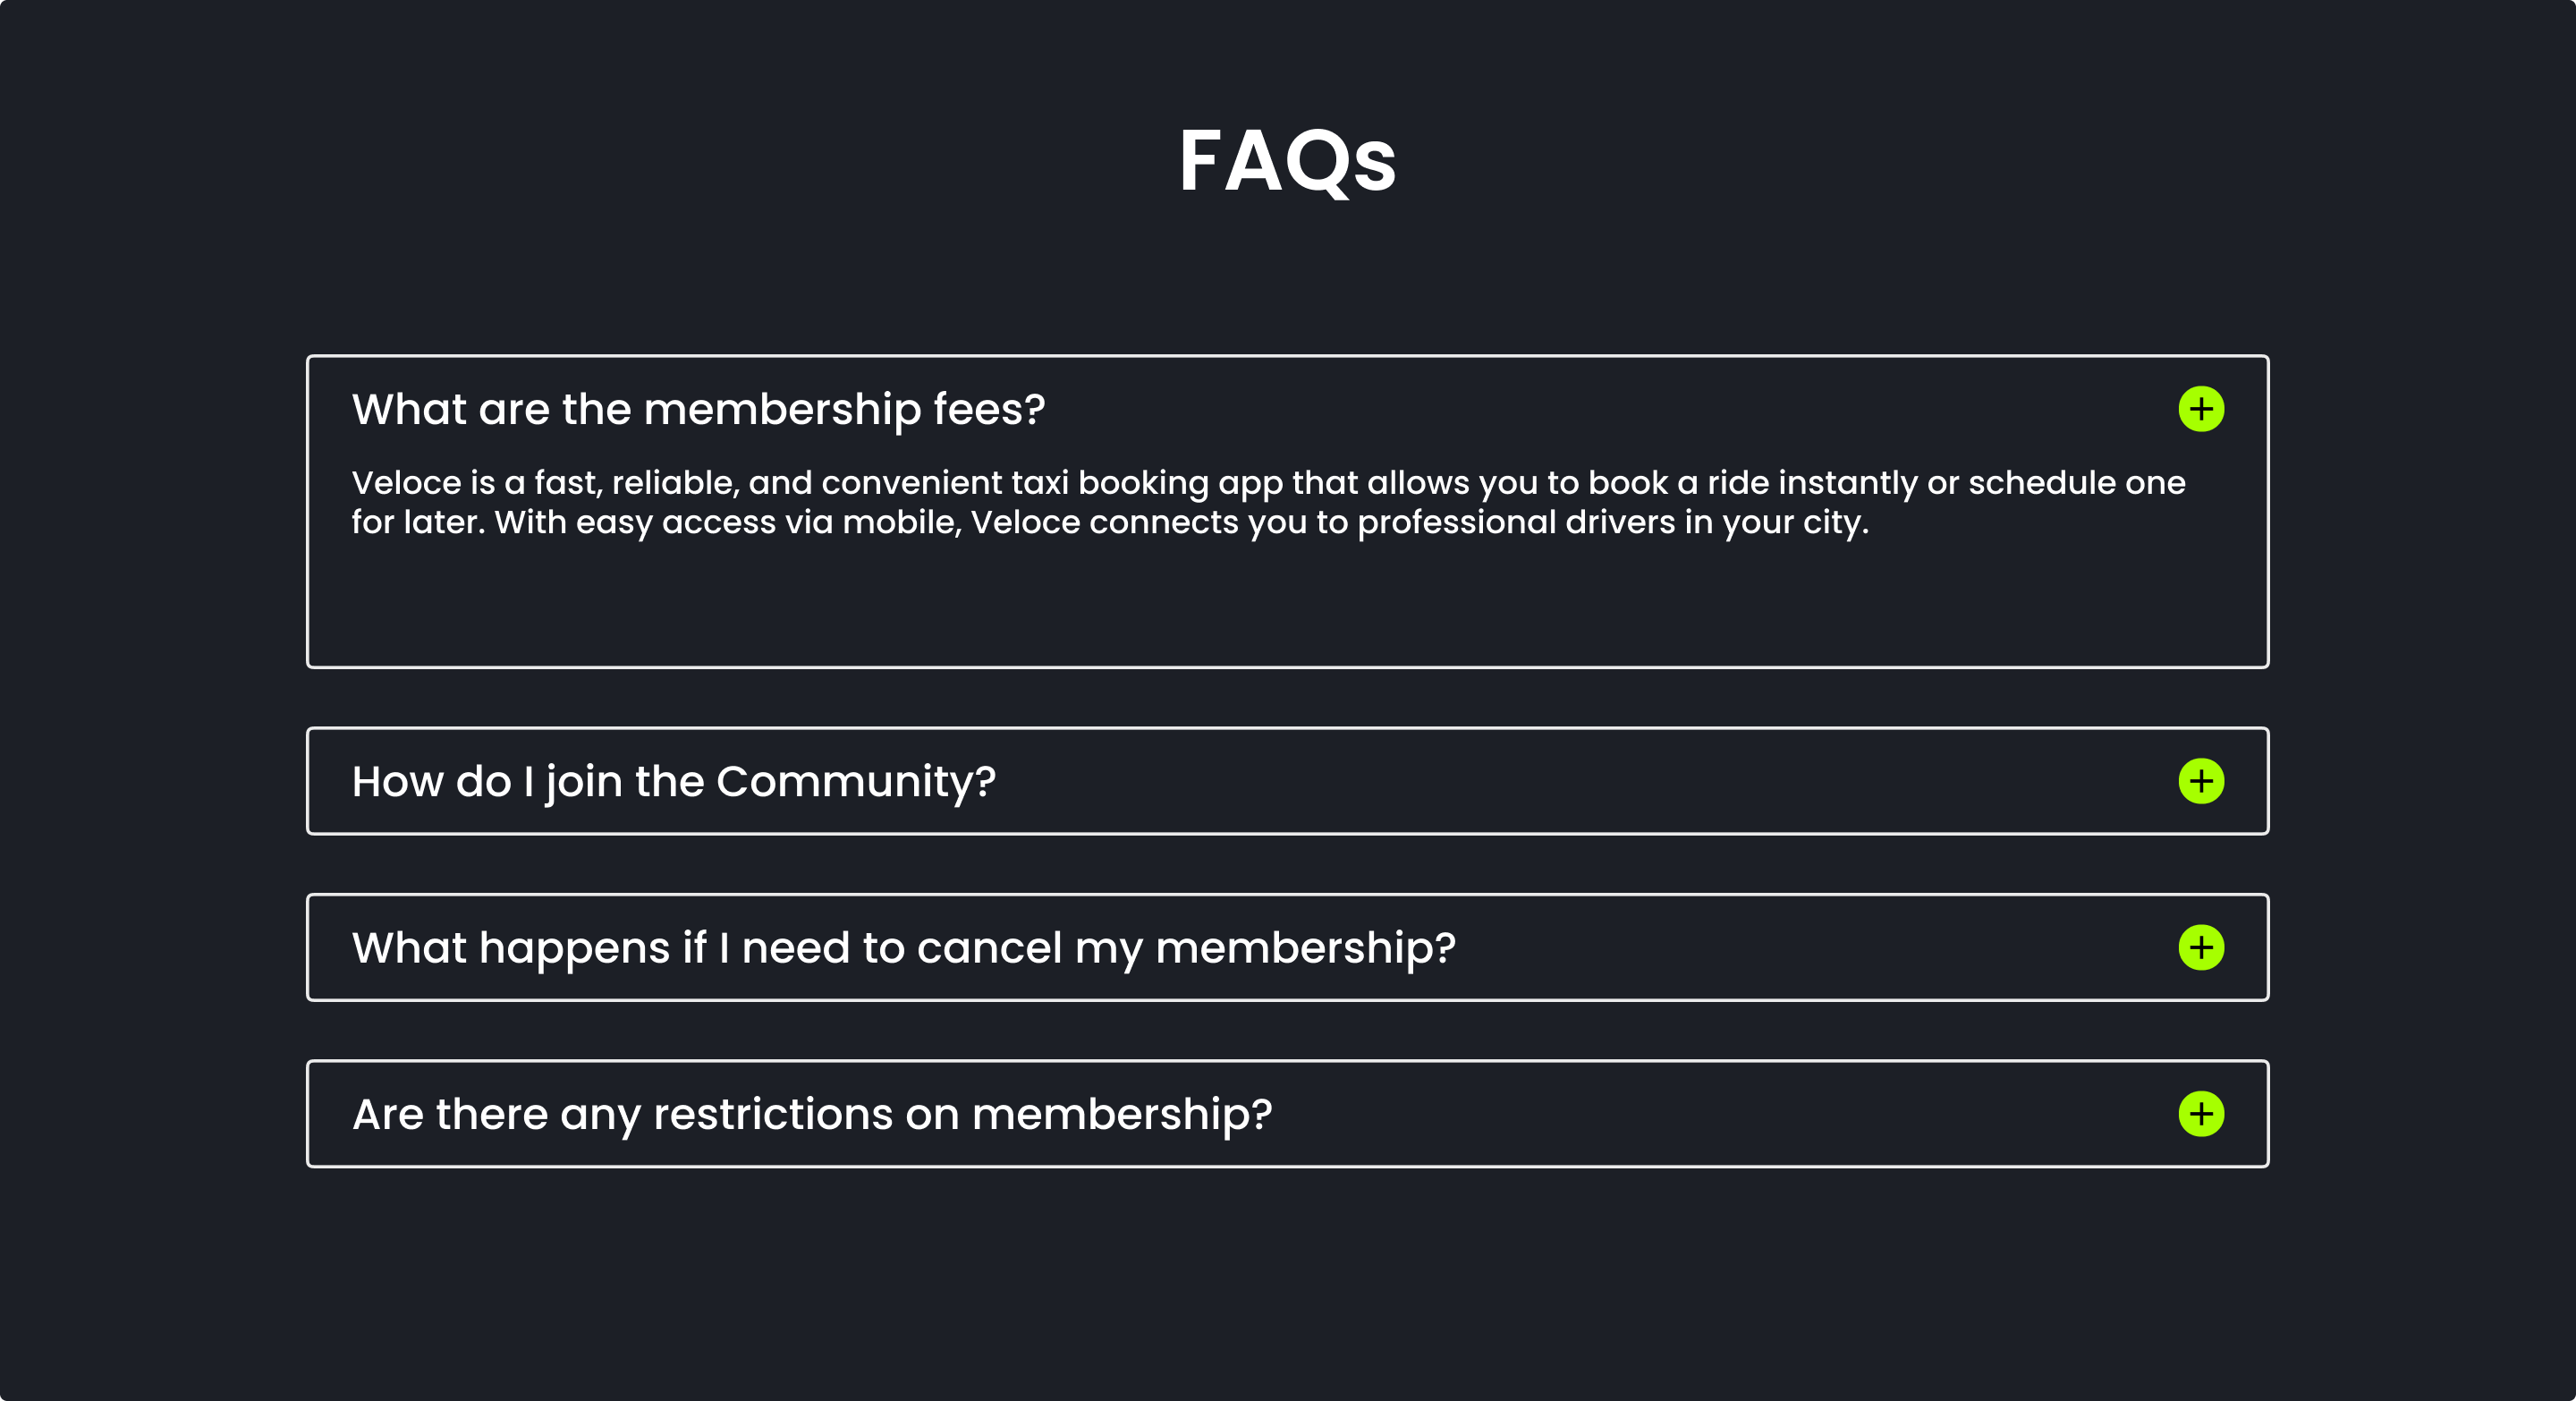 FAQs
What are the membership fees?
Veloce is a fast, reliable, and convenient taxi booking app that allows you to book a ride instantly or schedule one
for later. With easy access via mobile, Veloce connects you to professional drivers in your city.
How do I join the Community?
What happens if I need to cancel my membership?
Are there any restrictions on membership?